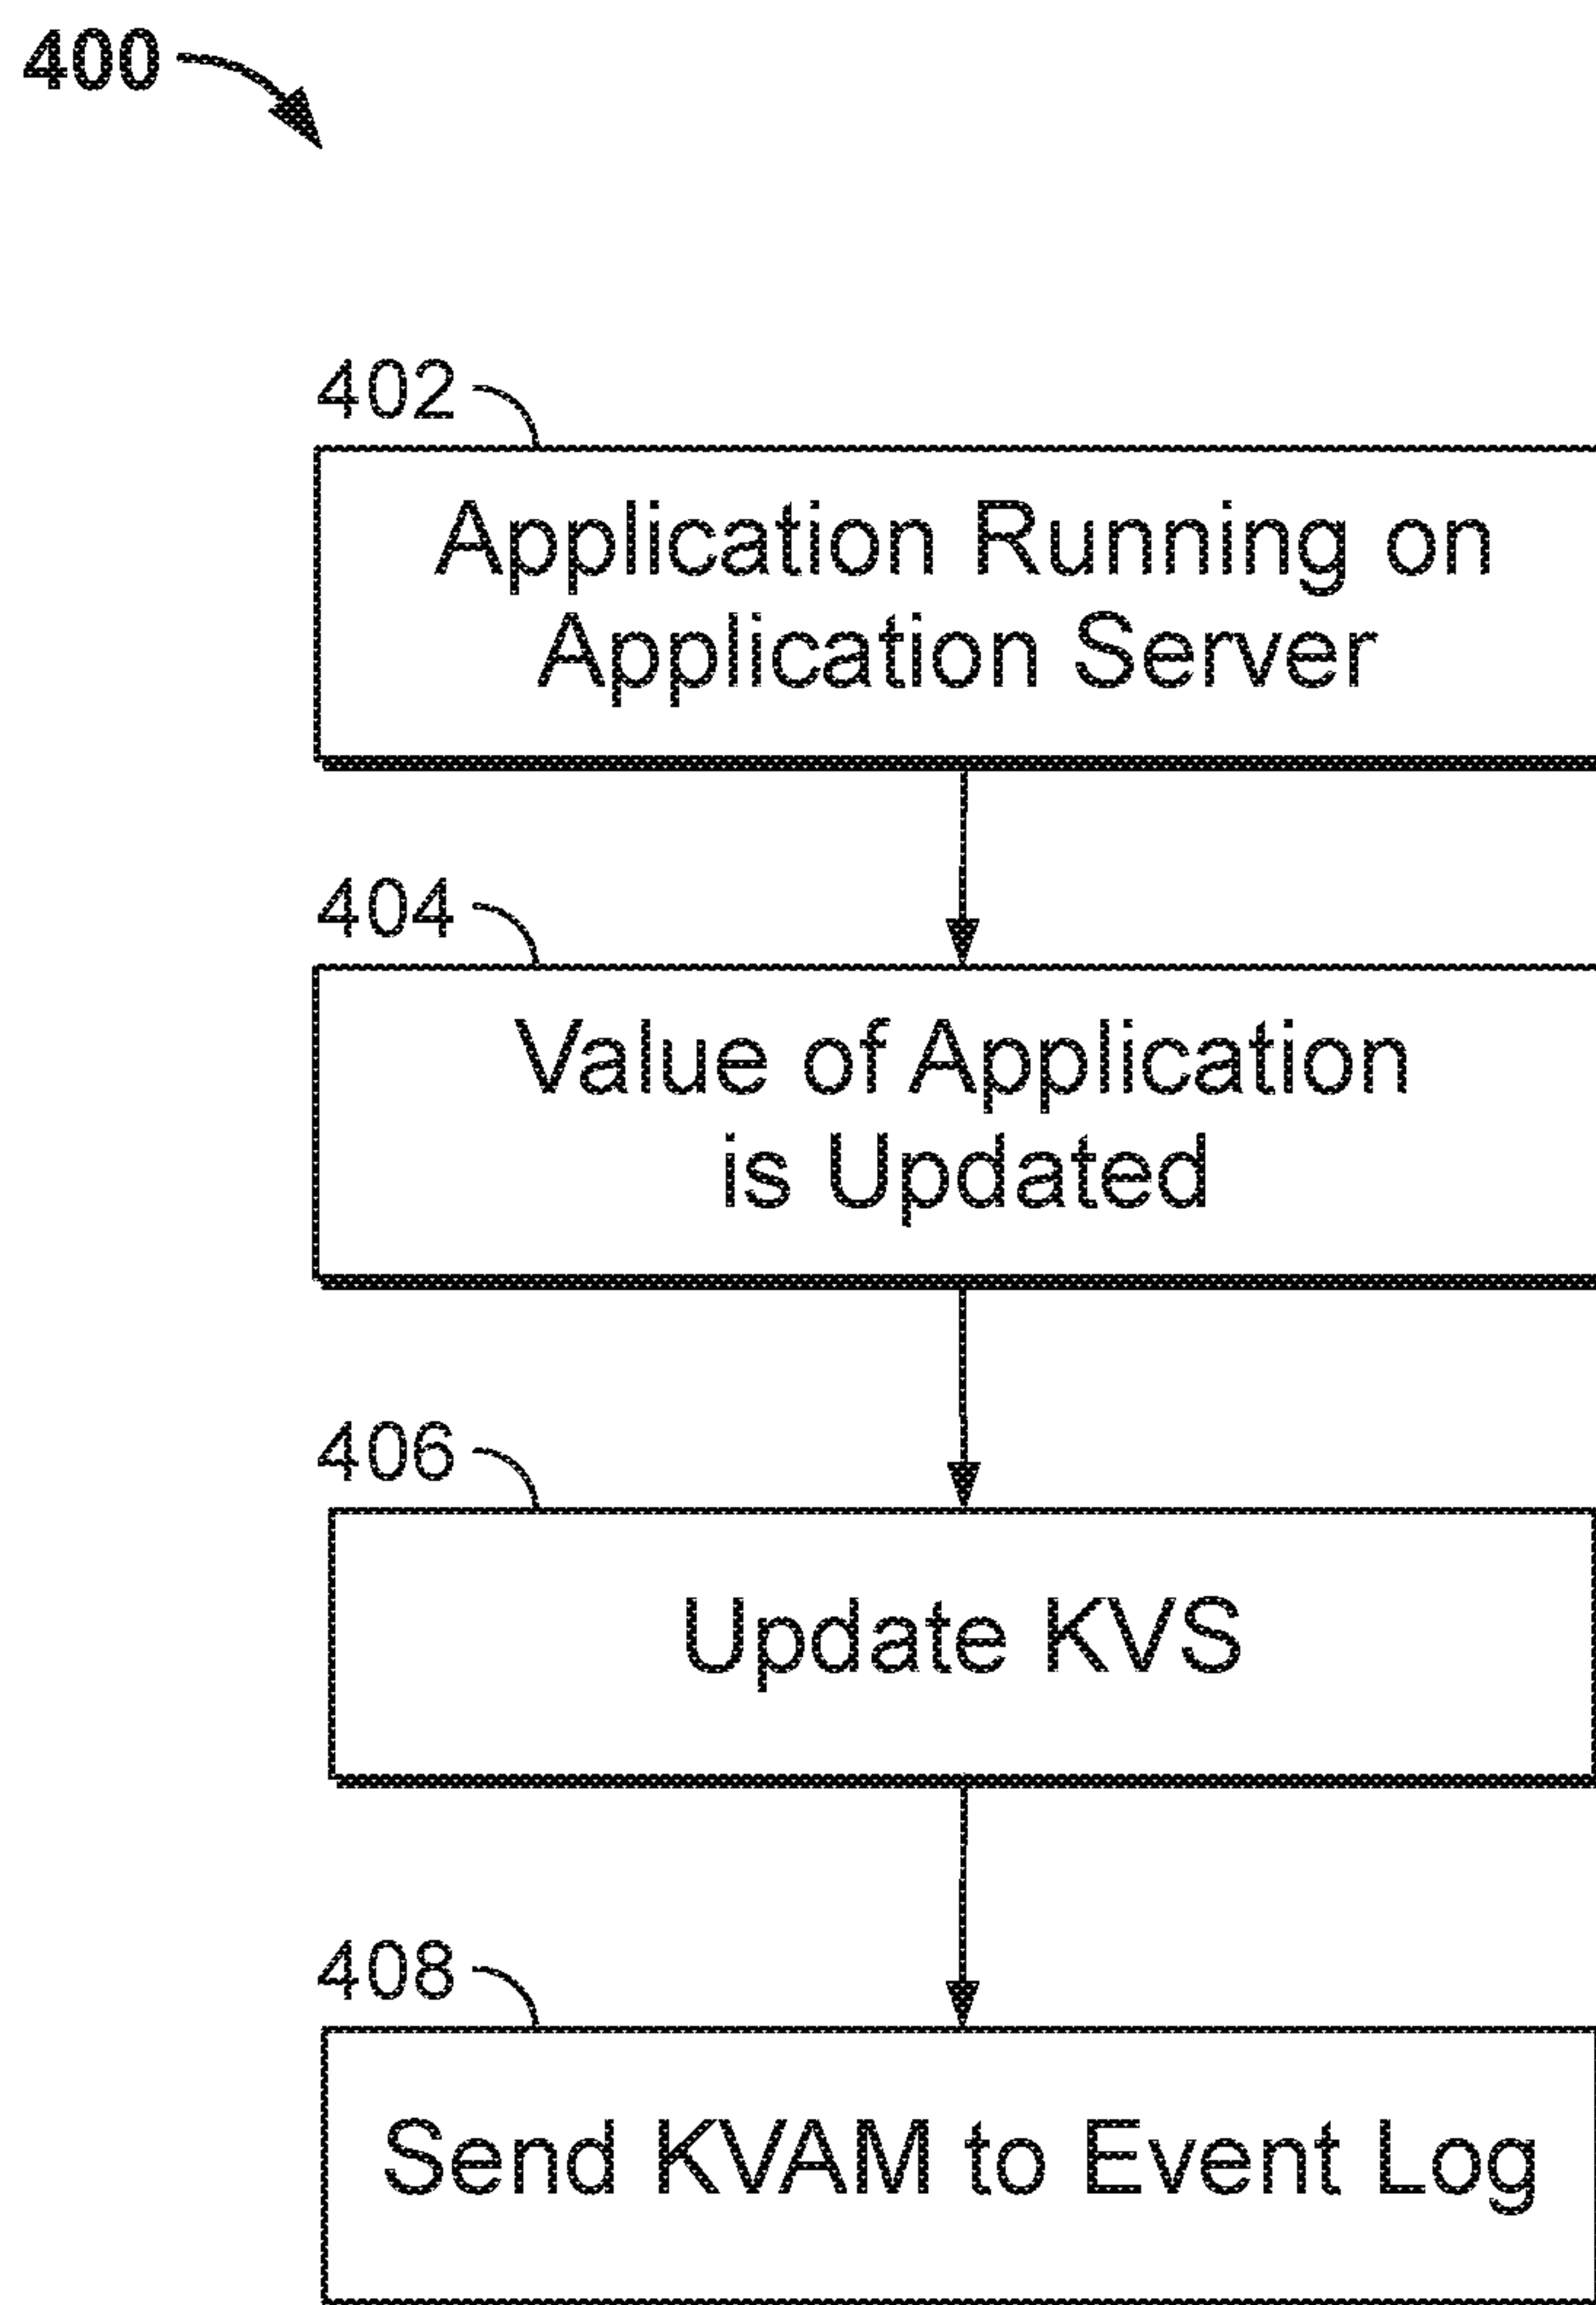 400
402
Application Running on
Application Server
404
Value of Application
is Updated
406
Update KVS
408
Send KVAM to Event Log